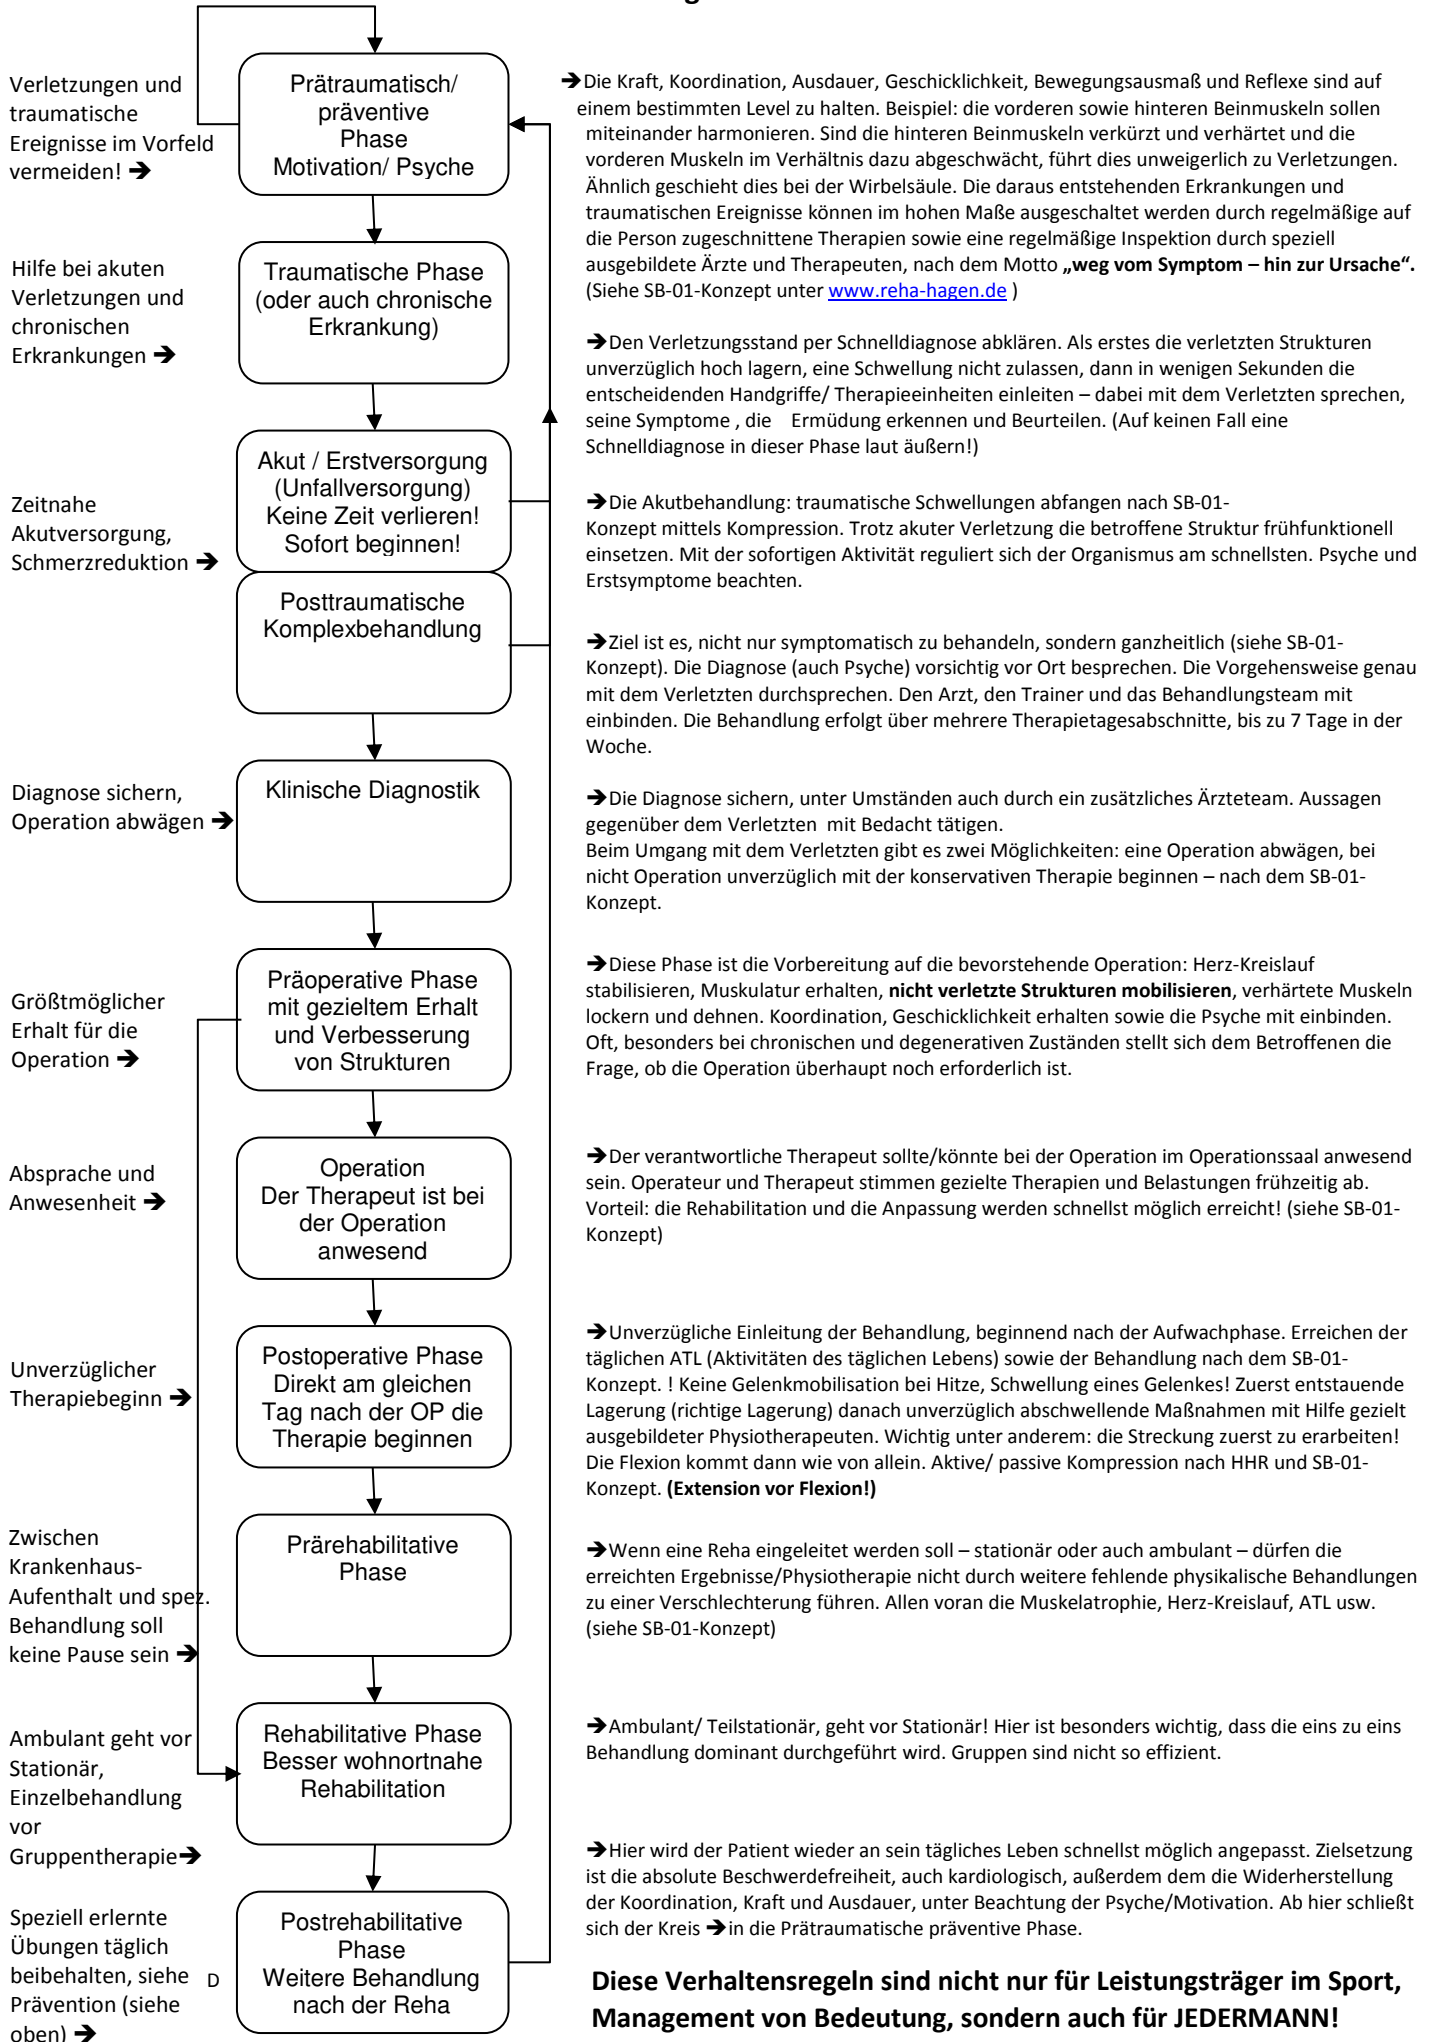 Verletzungen und
traumatische
Ereignisse im Vorfeld
vermeiden! ➔
Prätraumatisch/
präventive
Phase
Motivation/ Psyche
➔Die Kraft, Koordination, Ausdauer, Geschicklichkeit, Bewegungsausmaß und Reflexe sind auf
einem bestimmten Level zu halten. Beispiel: die vorderen sowie hinteren Beinmuskeln sollen
miteinander harmonieren. Sind die hinteren Beinmuskeln verkürzt und verhärtet und die
vorderen Muskeln im Verhältnis dazu abgeschwächt, führt dies unweigerlich zu Verletzungen.
Ähnlich geschieht dies bei der Wirbelsäule. Die daraus entstehenden Erkrankungen und
traumatischen Ereignisse können im hohen Maße ausgeschaltet werden durch regelmäßige auf
die Person zugeschnittene Therapien sowie eine regelmäßige Inspektion durch speziell
ausgebildete Ärzte und Therapeuten, nach dem Motto „weg vom Symptom – hin zur Ursache“.
(Siehe SB-01-Konzept unter www.reha-hagen.de )
Hilfe bei akuten
Verletzungen und
chronischen
Erkrankungen ➔
Traumatische Phase
(oder auch chronische
Erkrankung)
➔Den Verletzungsstand per Schnelldiagnose abklären. Als erstes die verletzten Strukturen
unverzüglich hoch lagern, eine Schwellung nicht zulassen, dann in wenigen Sekunden die
entscheidenden Handgriffe/ Therapieeinheiten einleiten – dabei mit dem Verletzten sprechen,
seine Symptome , die Ermüdung erkennen und Beurteilen. (Auf keinen Fall eine
Schnelldiagnose in dieser Phase laut äußern!)
Zeitnahe
Akutversorgung,
Schmerzreduktion ➔
Akut / Erstversorgung
(Unfallversorgung)
Keine Zeit verlieren!
Sofort beginnen!
➔Die Akutbehandlung: traumatische Schwellungen abfangen nach SB-01-
Konzept mittels Kompression. Trotz akuter Verletzung die betroffene Struktur frühfunktionell
einsetzen. Mit der sofortigen Aktivität reguliert sich der Organismus am schnellsten. Psyche und
Erstsymptome beachten.
Posttraumatische
Komplexbehandlung
➔Ziel ist es, nicht nur symptomatisch zu behandeln, sondern ganzheitlich (siehe SB-01-
Konzept). Die Diagnose (auch Psyche) vorsichtig vor Ort besprechen. Die Vorgehensweise genau
mit dem Verletzten durchsprechen. Den Arzt, den Trainer und das Behandlungsteam mit
einbinden. Die Behandlung erfolgt über mehrere Therapietagesabschnitte, bis zu 7 Tage in der
Woche.
Diagnose sichern,
Operation abwägen ➔
Klinische Diagnostik
➔Die Diagnose sichern, unter Umständen auch durch ein zusätzliches Ärzteteam. Aussagen
gegenüber dem Verletzten mit Bedacht tätigen.
Beim Umgang mit dem Verletzten gibt es zwei Möglichkeiten: eine Operation abwägen, bei
nicht Operation unverzüglich mit der konservativen Therapie beginnen – nach dem SB-01-
Konzept.
Größtmöglicher
Erhalt für die
Operation ➔
Präoperative Phase
mit gezieltem Erhalt
und Verbesserung
von Strukturen
➔Diese Phase ist die Vorbereitung auf die bevorstehende Operation: Herz-Kreislauf
stabilisieren, Muskulatur erhalten, nicht verletzte Strukturen mobilisieren, verhärtete Muskeln
lockern und dehnen. Koordination, Geschicklichkeit erhalten sowie die Psyche mit einbinden.
Oft, besonders bei chronischen und degenerativen Zuständen stellt sich dem Betroffenen die
Frage, ob die Operation überhaupt noch erforderlich ist.
Absprache und
Anwesenheit ➔
Operation
Der Therapeut ist bei
der Operation
anwesend
➔Der verantwortliche Therapeut sollte/könnte bei der Operation im Operationssaal anwesend
sein. Operateur und Therapeut stimmen gezielte Therapien und Belastungen frühzeitig ab.
Vorteil: die Rehabilitation und die Anpassung werden schnellst möglich erreicht! (siehe SB-01-
Konzept)
Unverzüglicher
Therapiebeginn ➔
Postoperative Phase
Direkt am gleichen
Tag nach der OP die
Therapie beginnen
➔Unverzügliche Einleitung der Behandlung, beginnend nach der Aufwachphase. Erreichen der
täglichen ATL (Aktivitäten des täglichen Lebens) sowie der Behandlung nach dem SB-01-
Konzept. ! Keine Gelenkmobilisation bei Hitze, Schwellung eines Gelenkes! Zuerst entstauende
Lagerung (richtige Lagerung) danach unverzüglich abschwellende Maßnahmen mit Hilfe gezielt
ausgebildeter Physiotherapeuten. Wichtig unter anderem: die Streckung zuerst zu erarbeiten!
Die Flexion kommt dann wie von allein. Aktive/ passive Kompression nach HHR und SB-01-
Konzept. (Extension vor Flexion!)
Zwischen
Krankenhaus-
Aufenthalt und spez.
Behandlung soll
keine Pause sein ➔
Prärehabilitative
Phase
➔Wenn eine Reha eingeleitet werden soll – stationär oder auch ambulant – dürfen die
erreichten Ergebnisse/Physiotherapie nicht durch weitere fehlende physikalische Behandlungen
zu einer Verschlechterung führen. Allen voran die Muskelatrophie, Herz-Kreislauf, ATL usw.
(siehe SB-01-Konzept)
Ambulant geht vor
Stationär,
Einzelbehandlung
vor
Gruppentherapie➔
Rehabilitative Phase
Besser wohnortnahe
Rehabilitation
➔Ambulant/ Teilstationär, geht vor Stationär! Hier ist besonders wichtig, dass die eins zu eins
Behandlung dominant durchgeführt wird. Gruppen sind nicht so effizient.
Speziell erlernte
Übungen täglich
beibehalten, siehe D
Prävention (siehe
oben) ➔
Postrehabilitative
Phase
Weitere Behandlung
nach der Reha
➔Hier wird der Patient wieder an sein tägliches Leben schnellst möglich angepasst. Zielsetzung
ist die absolute Beschwerdefreiheit, auch kardiologisch, außerdem dem die Widerherstellung
der Koordination, Kraft und Ausdauer, unter Beachtung der Psyche/Motivation. Ab hier schließt
sich der Kreis ➔in die Prätraumatische präventive Phase.
Diese Verhaltensregeln sind nicht nur für Leistungsträger im Sport,
Management von Bedeutung, sondern auch für JEDERMANN!